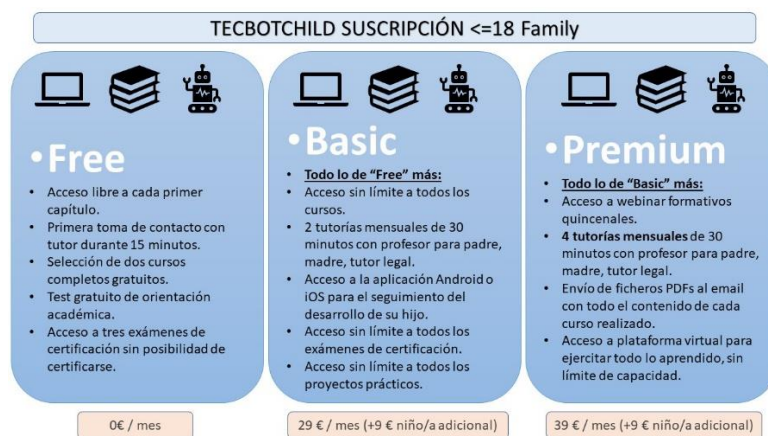 TECBOTCHILD SUSCRIPCIÓN <=18 Family
•Free
• Acceso libre a cada primer
capítulo.
• Primera toma de contacto con
tutor durante 15 minutos.
• Selección de dos cursos
completos gratuitos.
• Test gratuito de orientación
académica.
• Acceso a tres exámenes de
certificación sin posibilidad de
certificarse.
0€ / mes
•Basic
• Todo lo de "Free" más:
• Acceso sin límite a todos los
cursos.
• 2 tutorías mensuales de 30
minutos con profesor para padre,
madre, tutor legal.
• Acceso a la aplicación Android o
iOS para el seguimiento del
desarrollo de su hijo.
• Acceso sin límite a todos los
exámenes de certificación.
• Acceso sin límite a todos los
proyectos prácticos.
29 € / mes (+9 € niño/a adicional)
•Premium
• Todo lo de "Basic" más:
• Acceso a webinar formativos
quincenales.
• 4 tutorías mensuales de 30
minutos con profesor para padre,
madre, tutor legal.
• Envío de ficheros PDFs al email
con todo el contenido de cada
curso realizado.
• Acceso a plataforma virtual para
ejercitar todo lo aprendido, sin
límite de capacidad.
39 € / mes (+9 € niño/a adicional)